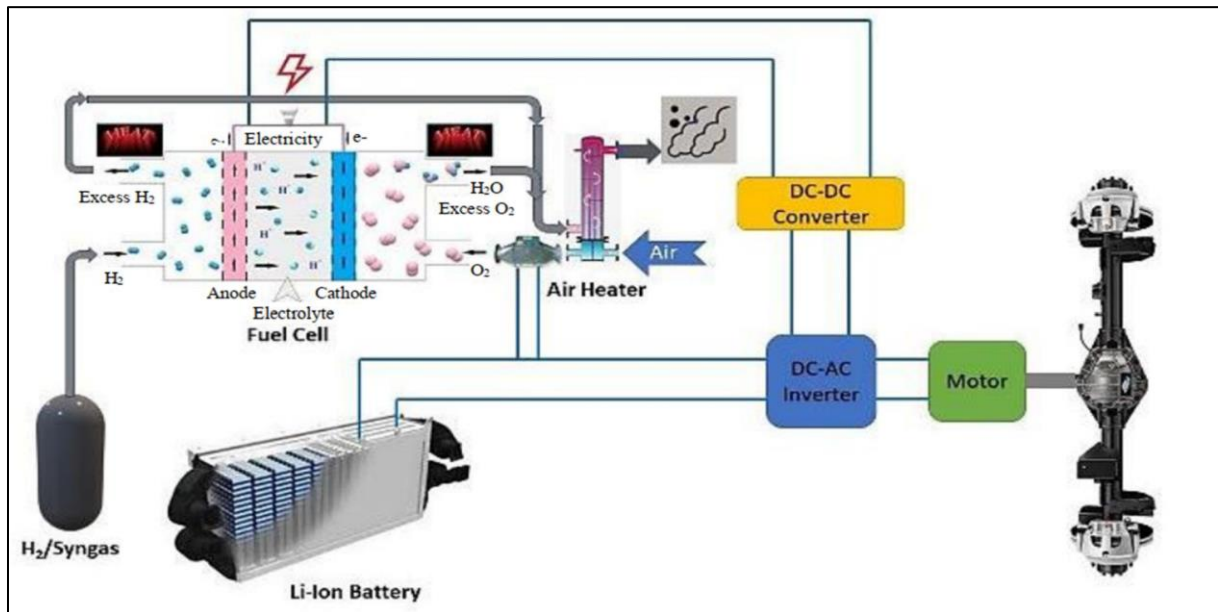 HEAT
HEAT
e-
Electricity
e-
H⁺
H⁺
H⁺
H⁺
Excess H₂
H2O
Excess O₂
H₂
O₂
Anode
Cathode
Electrolyte
Fuel Cell
Air
Air Heater
DC-DC
Converter
DC-AC
Inverter
Motor
H₂/Syngas
Li-Ion Battery